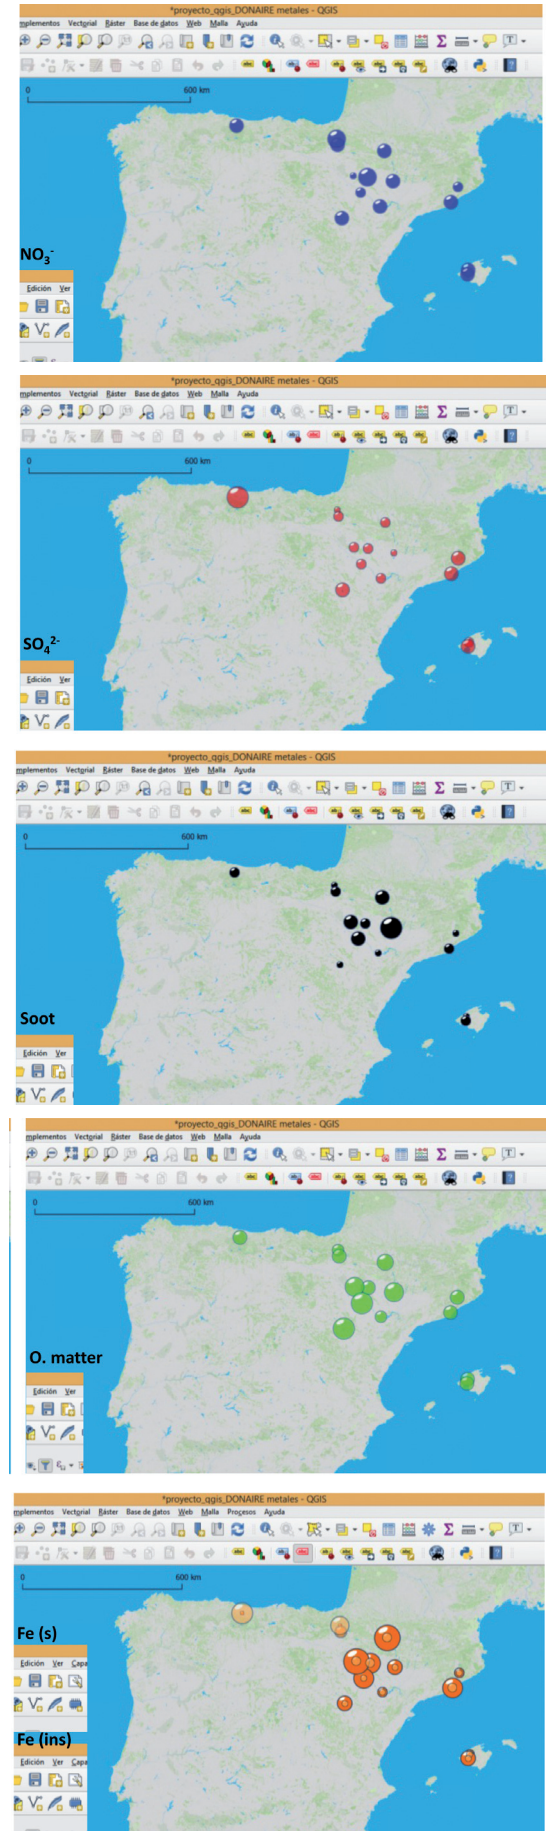 *proyecto_qgis_DONAIRE metales - QGIS
mplementos Vectorial Ráster Base de datos Web Malla Ayuda
0 600 km
NO3-
Edición Ver
*proyecto_qgis_DONAIRE metales - QGIS
mplementos Vectorial Ráster Base de datos Web Malla Ayuda
0 600 km
SO42-
Edición Ver
*proyecto_qgis_DONAIRE metales - QGIS
mplementos Vectorial Ráster Base de datos Web Malla Ayuda
0 600 km
Soot
Edición Ver
*proyecto_qgis_DONAIRE metales - QGIS
mplementos Vectorial Ráster Base de datos Web Malla Ayuda
0 600 km
O. matter
Edición Ver
*proyecto_qgis_DONAIRE metales - QGIS
mplementos Vectorial Ráster Base de datos Web Malla Procesos Ayuda
0 600 km
Fe (s)
Edición Ver Capa
Fe (ins)
Edición Ver Capa